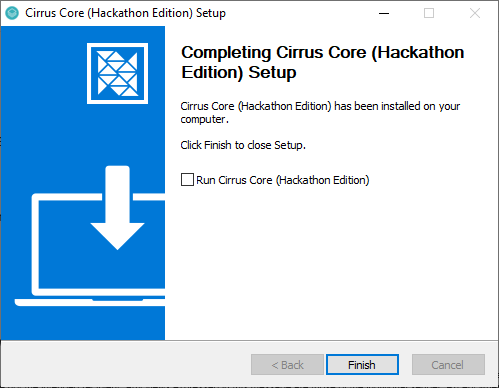 Cirrus Core (Hackathon Edition) Setup
Completing Cirrus Core (Hackathon
Edition) Setup
Cirrus Core (Hackathon Edition) has been installed on your
computer.
Click Finish to close Setup.
Run Cirrus Core (Hackathon Edition)
< Back
Finish
Cancel